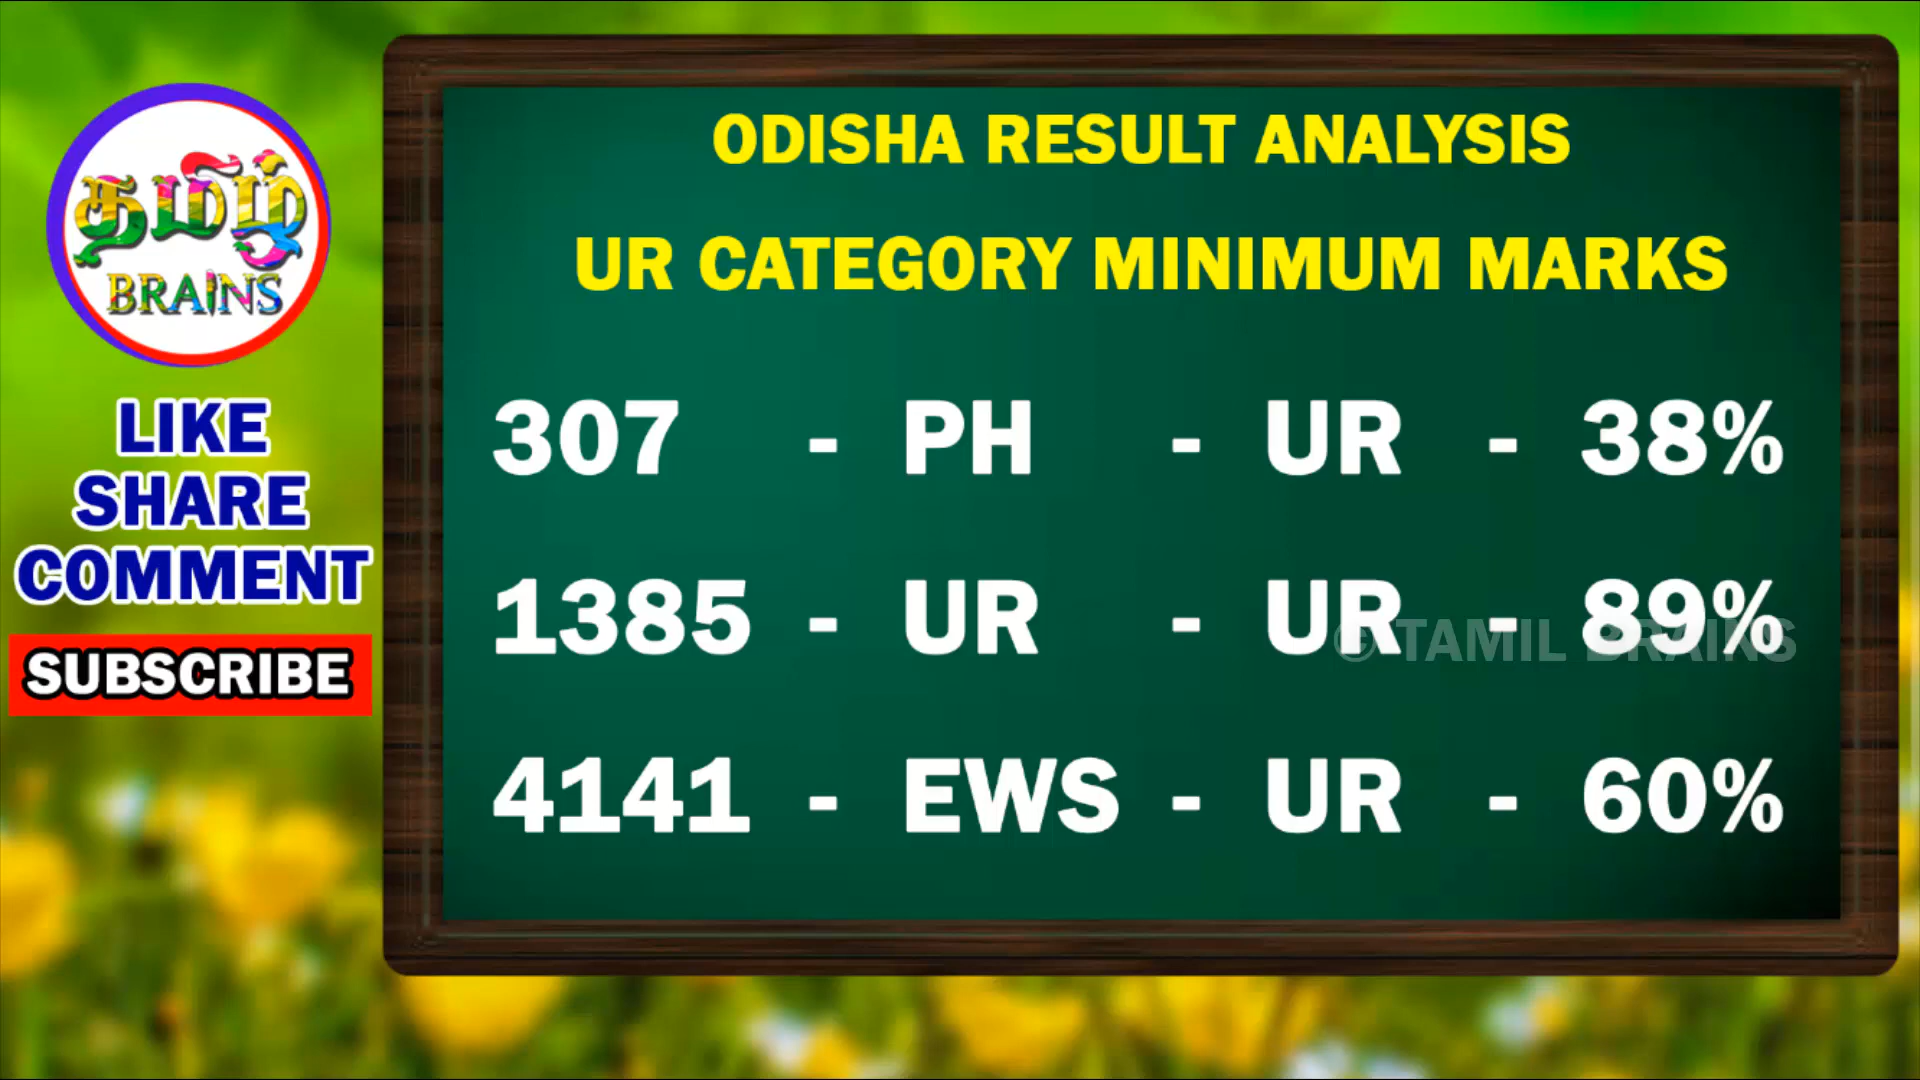 தமிழ்
BRAINS
LIKE
SHARE
COMMENT
SUBSCRIBE
ODISHA RESULT ANALYSIS
UR CATEGORY MINIMUM MARKS
307 - PH - UR - 38%
1385 - UR - UR - 89%
© TAMIL BRAINS
4141 - EWS - UR - 60%